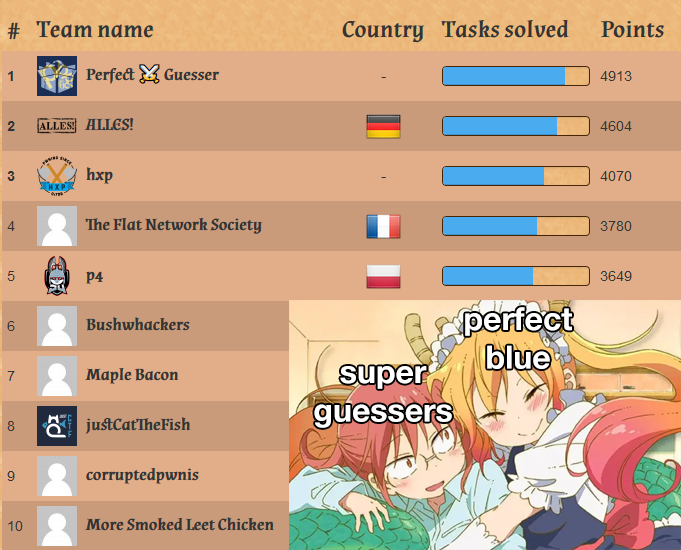 # Team name Country Tasks solved Points
1 Perfect ⚔️ Guesser - 4913
2 ALLES! ALLES! 4604
3 HXP hxp - 4070
4 The Flat Network Society 3780
5 p4 3649
6 Bushwhackers
7 Maple Bacon
8 justCatTheFish
9 corruptedpwnis
10 More Smoked Leet Chicken
perfect
blue
super
guessers